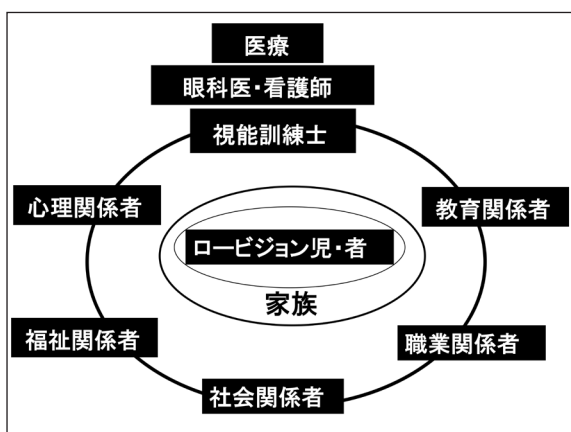 医療
眼科医・看護師
視能訓練士
心理関係者
教育関係者
ロービジョン児・者
家族
福祉関係者
職業関係者
社会関係者